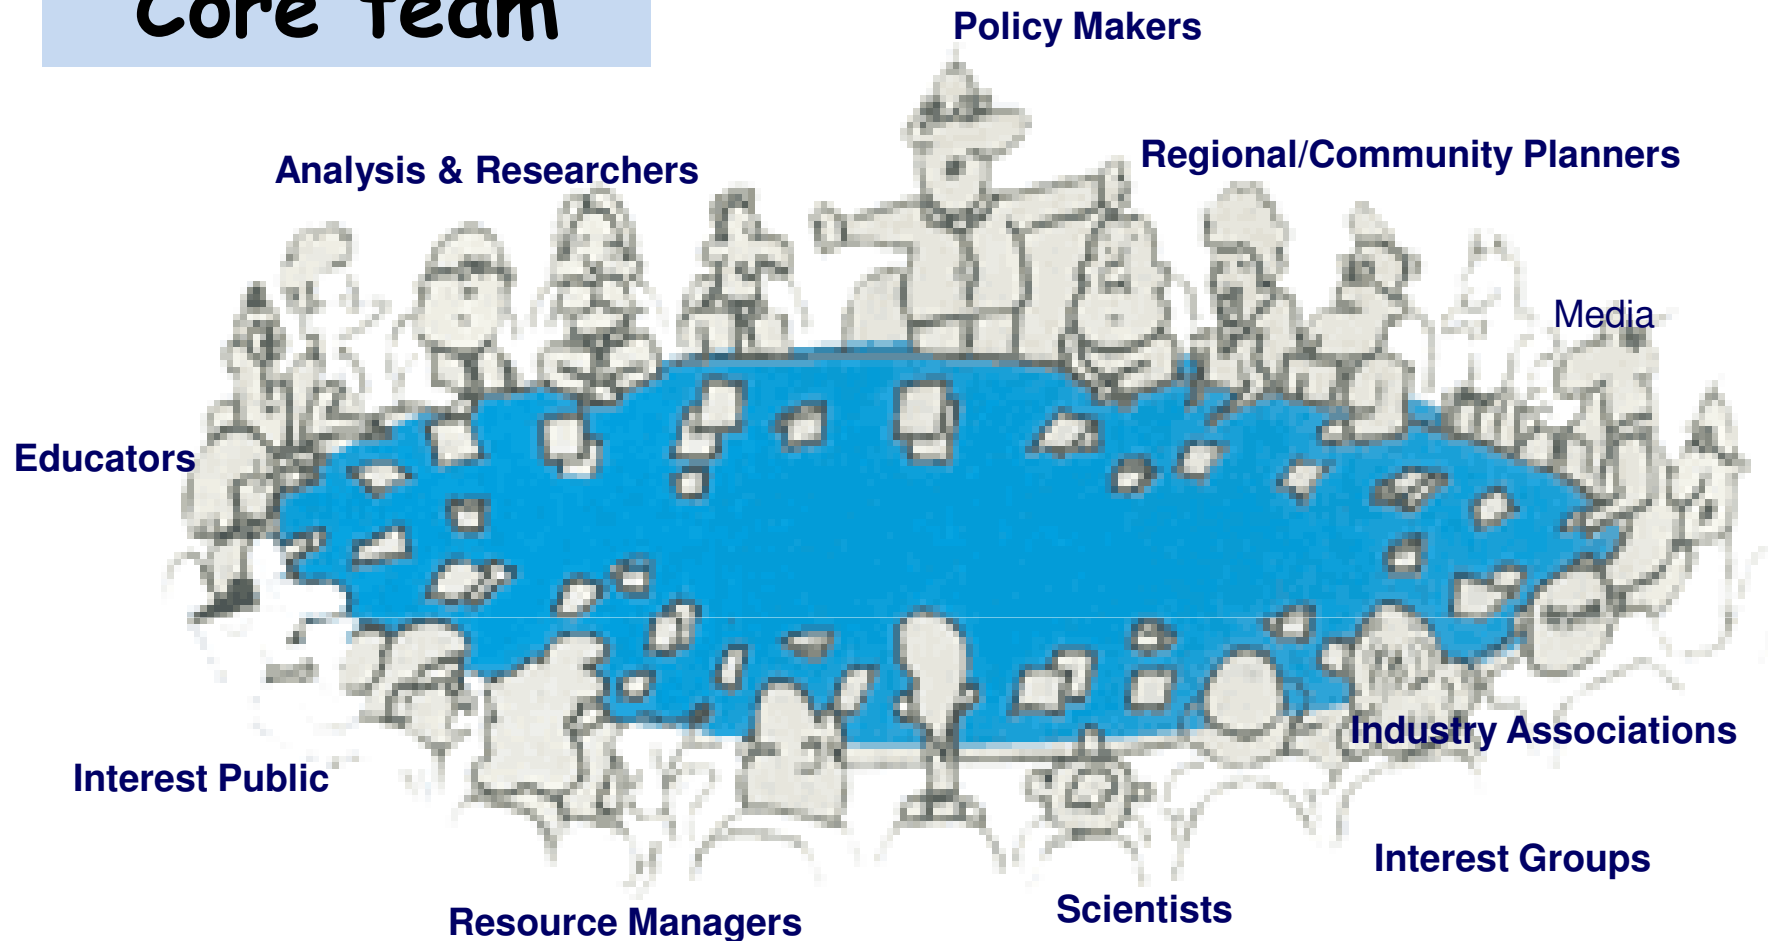 Core Team
Policy Makers
Regional/Community Planners
Analysis & Researchers
Media
Educators
Industry Associations
Interest Public
Interest Groups
Scientists
Resource Managers